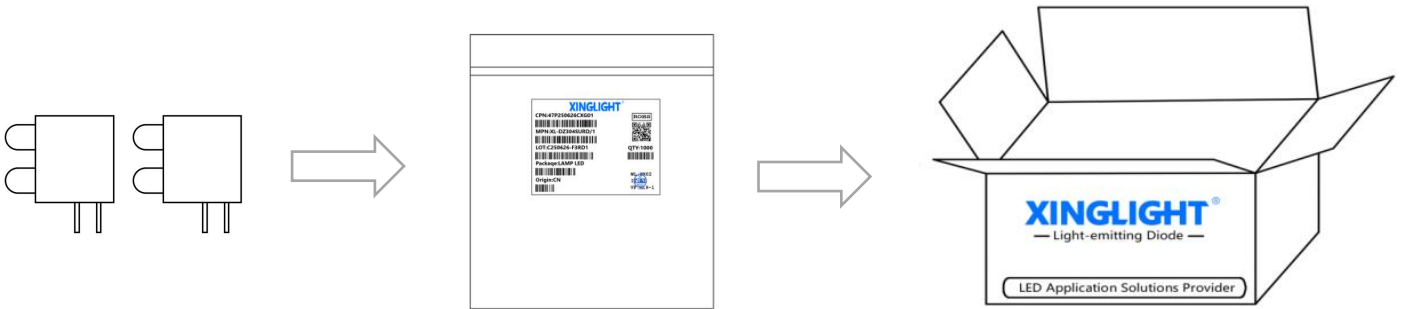 XINGLIGHT
CPN:47P250626CXG01
ROHS
MPN:XL-DZ304SURD/1
LOT:C250626-F3RD1
QTY:1000
Package:LAMP LED
Origin:CN
XINGLIGHT®
Light-emitting Diode
LED Application Solutions Provider